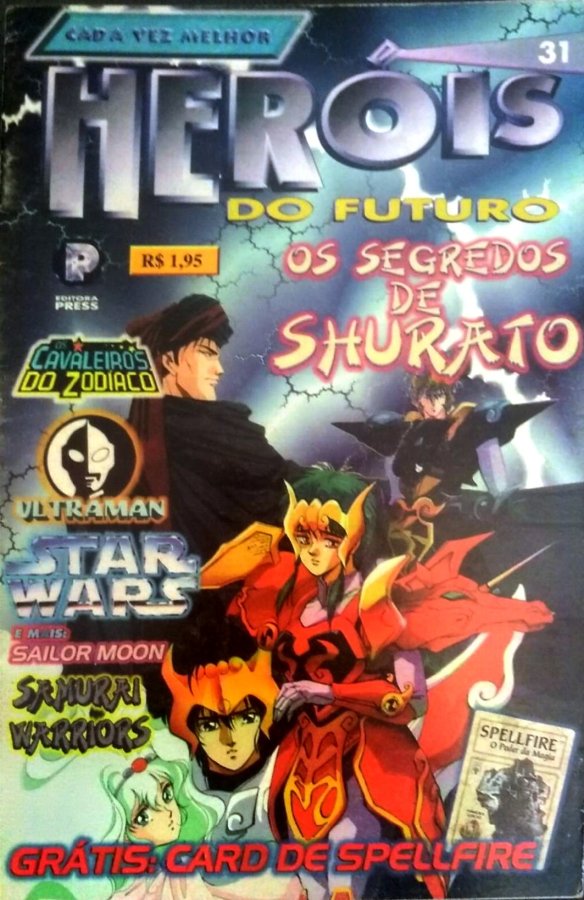 CADA VEZ MELHOR
31
HERÓIS
DO FUTURO
P
EDITORA
PRESS
R$ 1,95
OS SEGREDOS
DE
SHURATO
OS
CAVALEIROS
DO ZODÍACO
ULTRAMAN
STAR
WARS
E MAIS:
SAILOR MOON
SAMURAI
WARRIORS
SPELLFIRE
O Poder da Magia
GRÁTIS: CARD DE SPELLFIRE